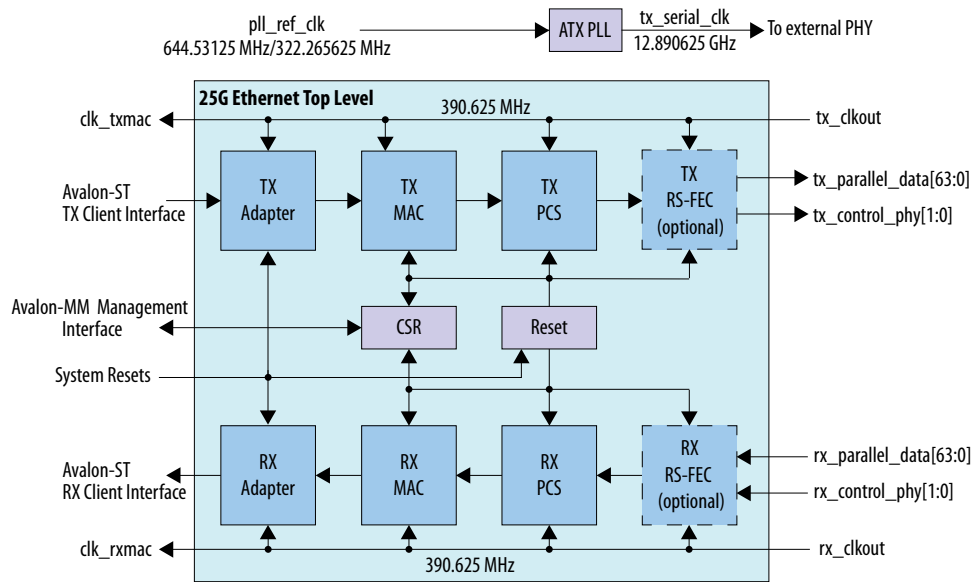 pll_ref_clk
644.53125 MHz/322.265625 MHz
ATX PLL
tx_serial_clk
12.890625 GHz
To external PHY
25G Ethernet Top Level
390.625 MHz
clk_txmac
tx_clkout
Avalon-ST
TX Client Interface
TX
Adapter
TX
MAC
TX
PCS
TX
RS-FEC
(optional)
tx_parallel_data[63:0]
tx_control_phy[1:0]
Avalon-MM Management
Interface
CSR
Reset
System Resets
Avalon-ST
RX Client Interface
RX
Adapter
RX
MAC
RX
PCS
RX
RS-FEC
(optional)
rx_parallel_data[63:0]
rx_control_phy[1:0]
clk_rxmac
390.625 MHz
rx_clkout